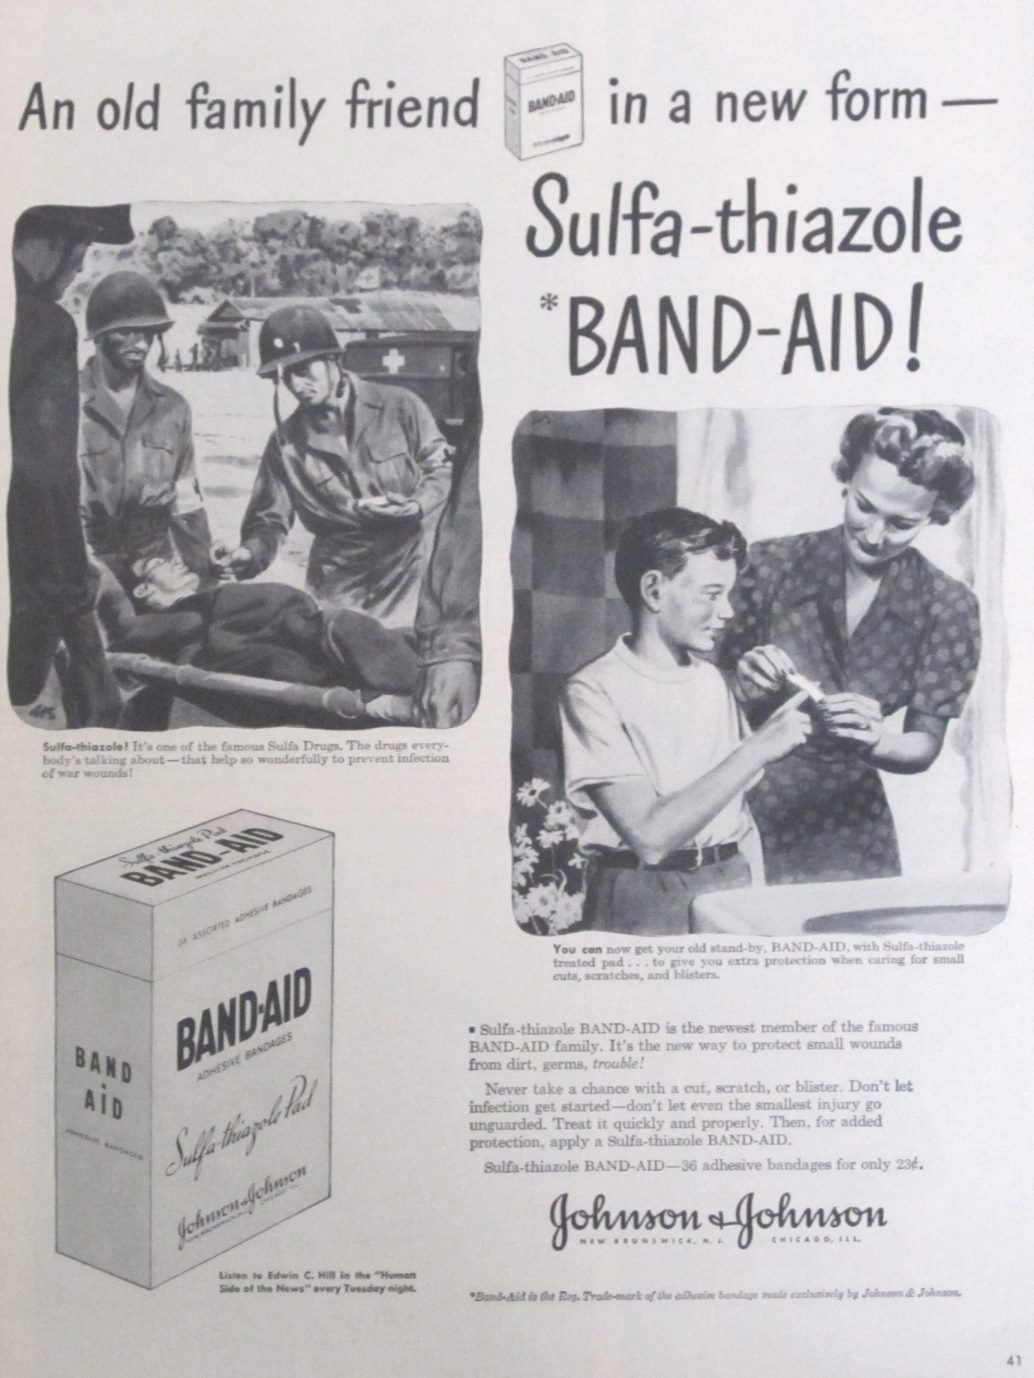 An old family friend
BAND-AID
BAND-AID
in a new form —
Sulfa-thiazole
*BAND-AID!
Sulfa-thiazole! It's one of the famous Sulfa Drugs. The drugs every-
body's talking about—that help so wonderfully to prevent infection
of war wounds!
You can now get your old stand-by, BAND-AID, with Sulfa-thiazole
treated pad . . . to give you extra protection when caring for small
cuts, scratches, and blisters.
Sulfa-thiazole Pad
BAND-AID
36 ASSORTED ADHESIVE BANDAGES
BAND-AID
ADHESIVE BANDAGES
Sulfa-thiazole Pad
Johnson & Johnson
BAND
AiD
ADHESIVE BANDAGES
Listen to Edwin C. Hill in the "Human
Side of the News" every Tuesday night.
• Sulfa-thiazole BAND-AID is the newest member of the famous
BAND-AID family. It's the new way to protect small wounds
from dirt, germs, trouble!
Never take a chance with a cut, scratch, or blister. Don't let
infection get started—don't let even the smallest injury go
unguarded. Treat it quickly and properly. Then, for added
protection, apply a Sulfa-thiazole BAND-AID.
Sulfa-thiazole BAND-AID—36 adhesive bandages for only 23¢.
Johnson & Johnson
NEW BRUNSWICK, N. J. CHICAGO, ILL.
*Band-Aid is the Reg. Trade-mark of the adhesive bandage made exclusively by Johnson & Johnson.
41